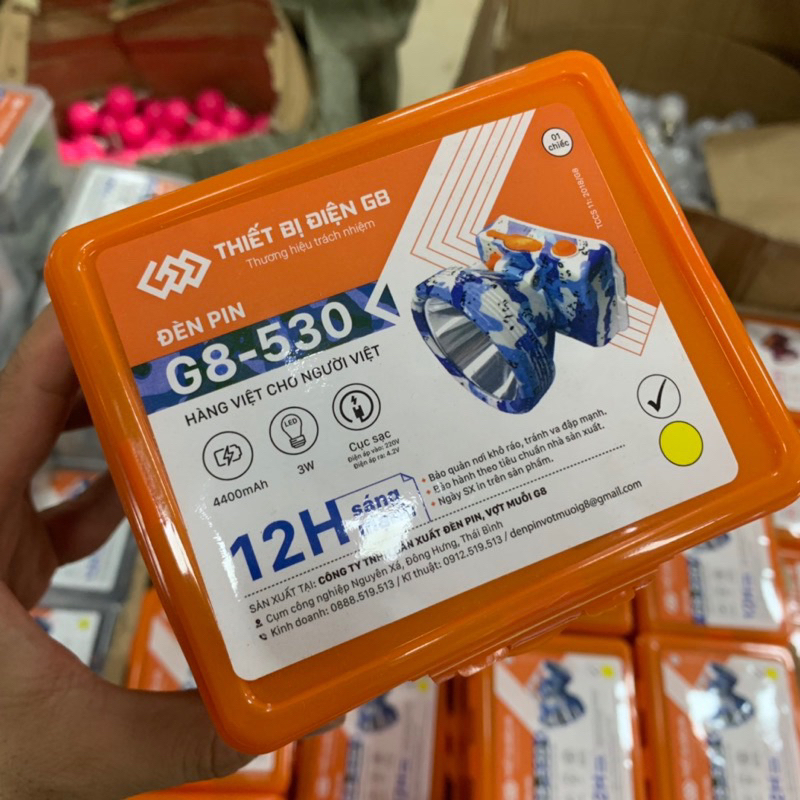 01
chiếc
THIẾT BỊ ĐIỆN G8
Thương hiệu trách nhiệm
TCCS 11: 2018/G8
ĐÈN PIN
G8-530
HÀNG VIỆT CHO NGƯỜI VIỆT
LED
4400mAh
3W
Cục sạc
Điện áp vào: 220V
Điện áp ra: 4.2V
• Bảo quản nơi khô ráo, tránh va đập mạnh.
• Bảo hành theo tiêu chuẩn nhà sản xuất.
• Ngày SX in trên sản phẩm.
12H sáng
SẢN XUẤT TẠI: CÔNG TY TNHH SẢN XUẤT ĐÈN PIN, VỢT MUỖI G8
Cụm công nghiệp Nguyên Xá, Đông Hưng, Thái Bình
Kinh doanh: 0888.519.513 / Kĩ thuật: 0912.519.513 / denpinvotmuoig8@gmail.com